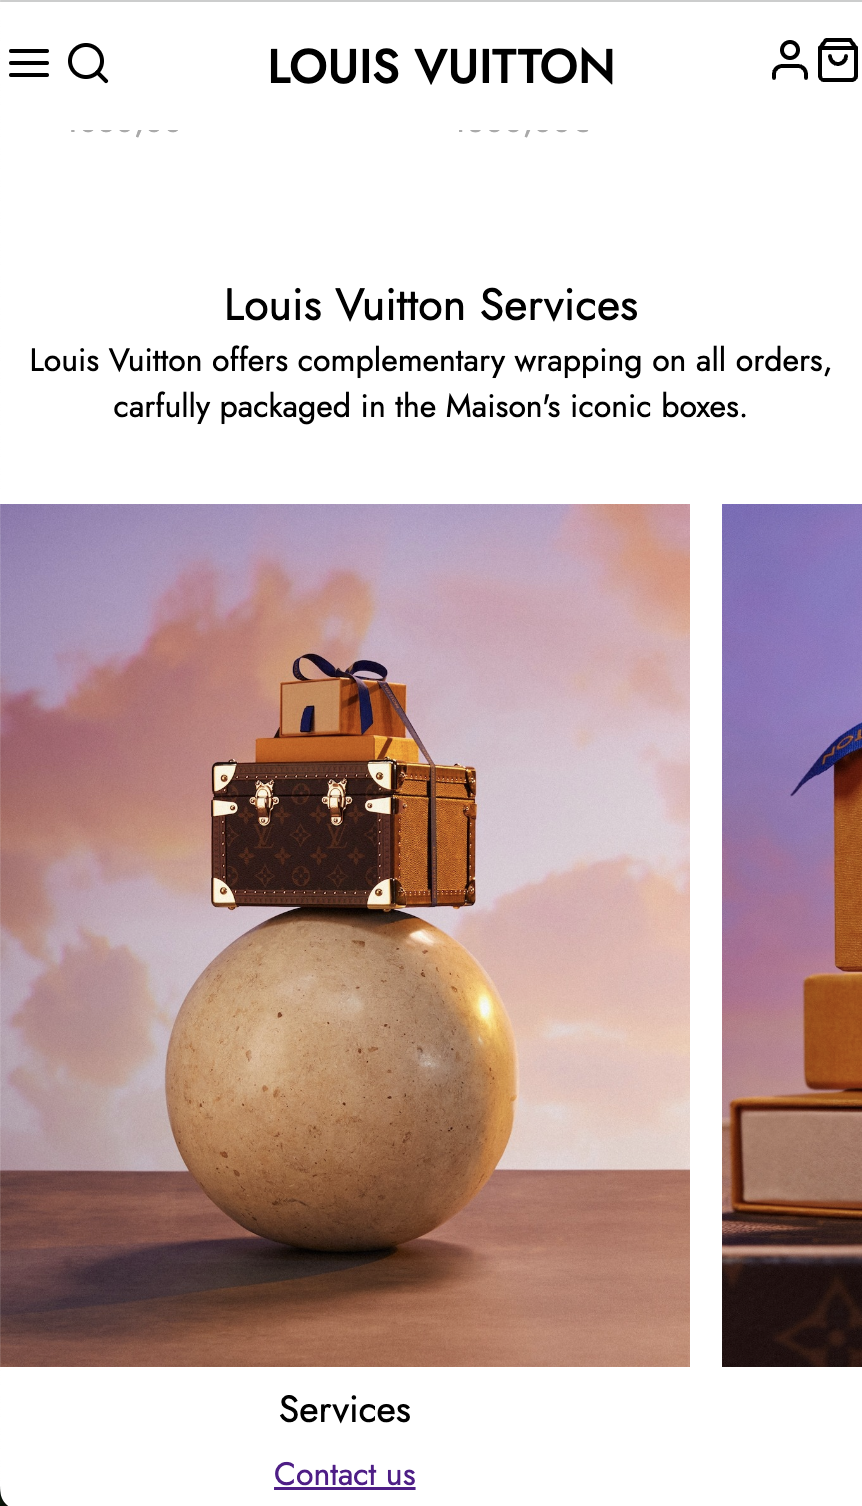 LOUIS VUITTON
Louis Vuitton Services
Louis Vuitton offers complementary wrapping on all orders,
carfully packaged in the Maison's iconic boxes.
Services
Contact us